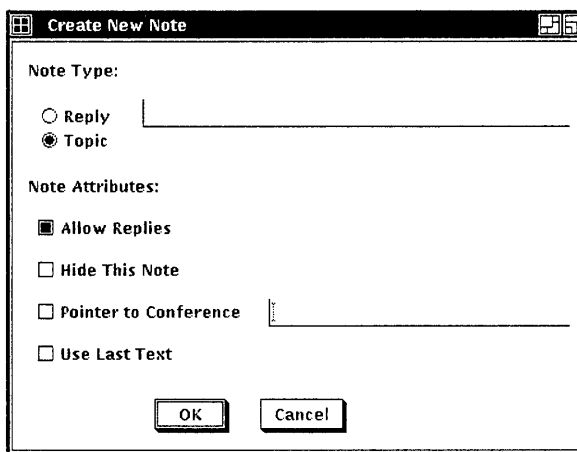 Create New Note
Note Type:
Reply
Topic
Note Attributes:
Allow Replies
Hide This Note
Pointer to Conference
Use Last Text
OK
Cancel